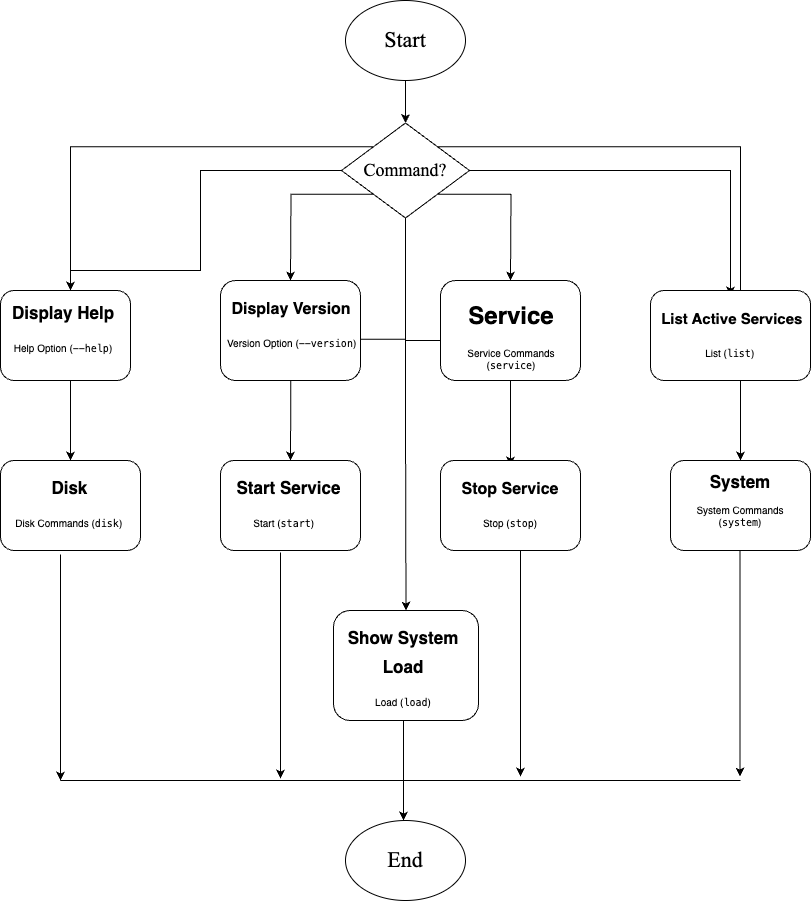 Start
Command?
Display Help
Help Option (--help)
Display Version
Version Option (--version)
Service
Service Commands
(service)
List Active Services
List (list)
Disk
Disk Commands (disk)
Start Service
Start (start)
Stop Service
Stop (stop)
System
System Commands
(system)
Show System
Load
Load (load)
End